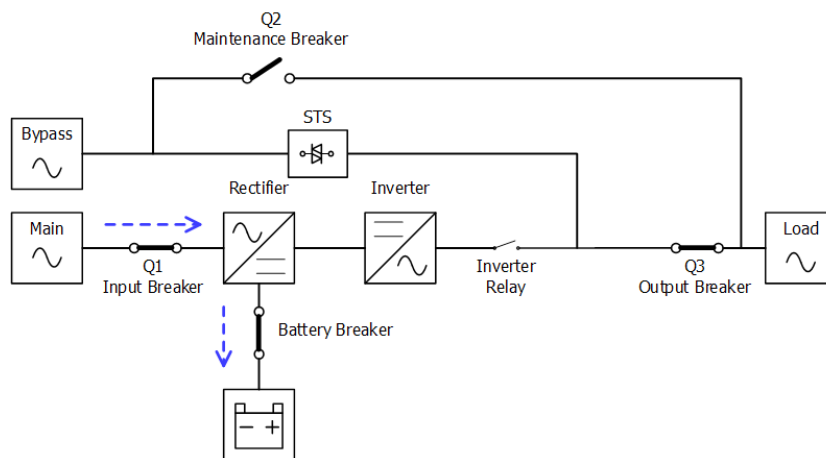 Q2
Maintenance Breaker
STS
Bypass
Rectifier
Inverter
Main
Load
Q1
Input Breaker
Inverter
Relay
Q3
Output Breaker
Battery Breaker
− +